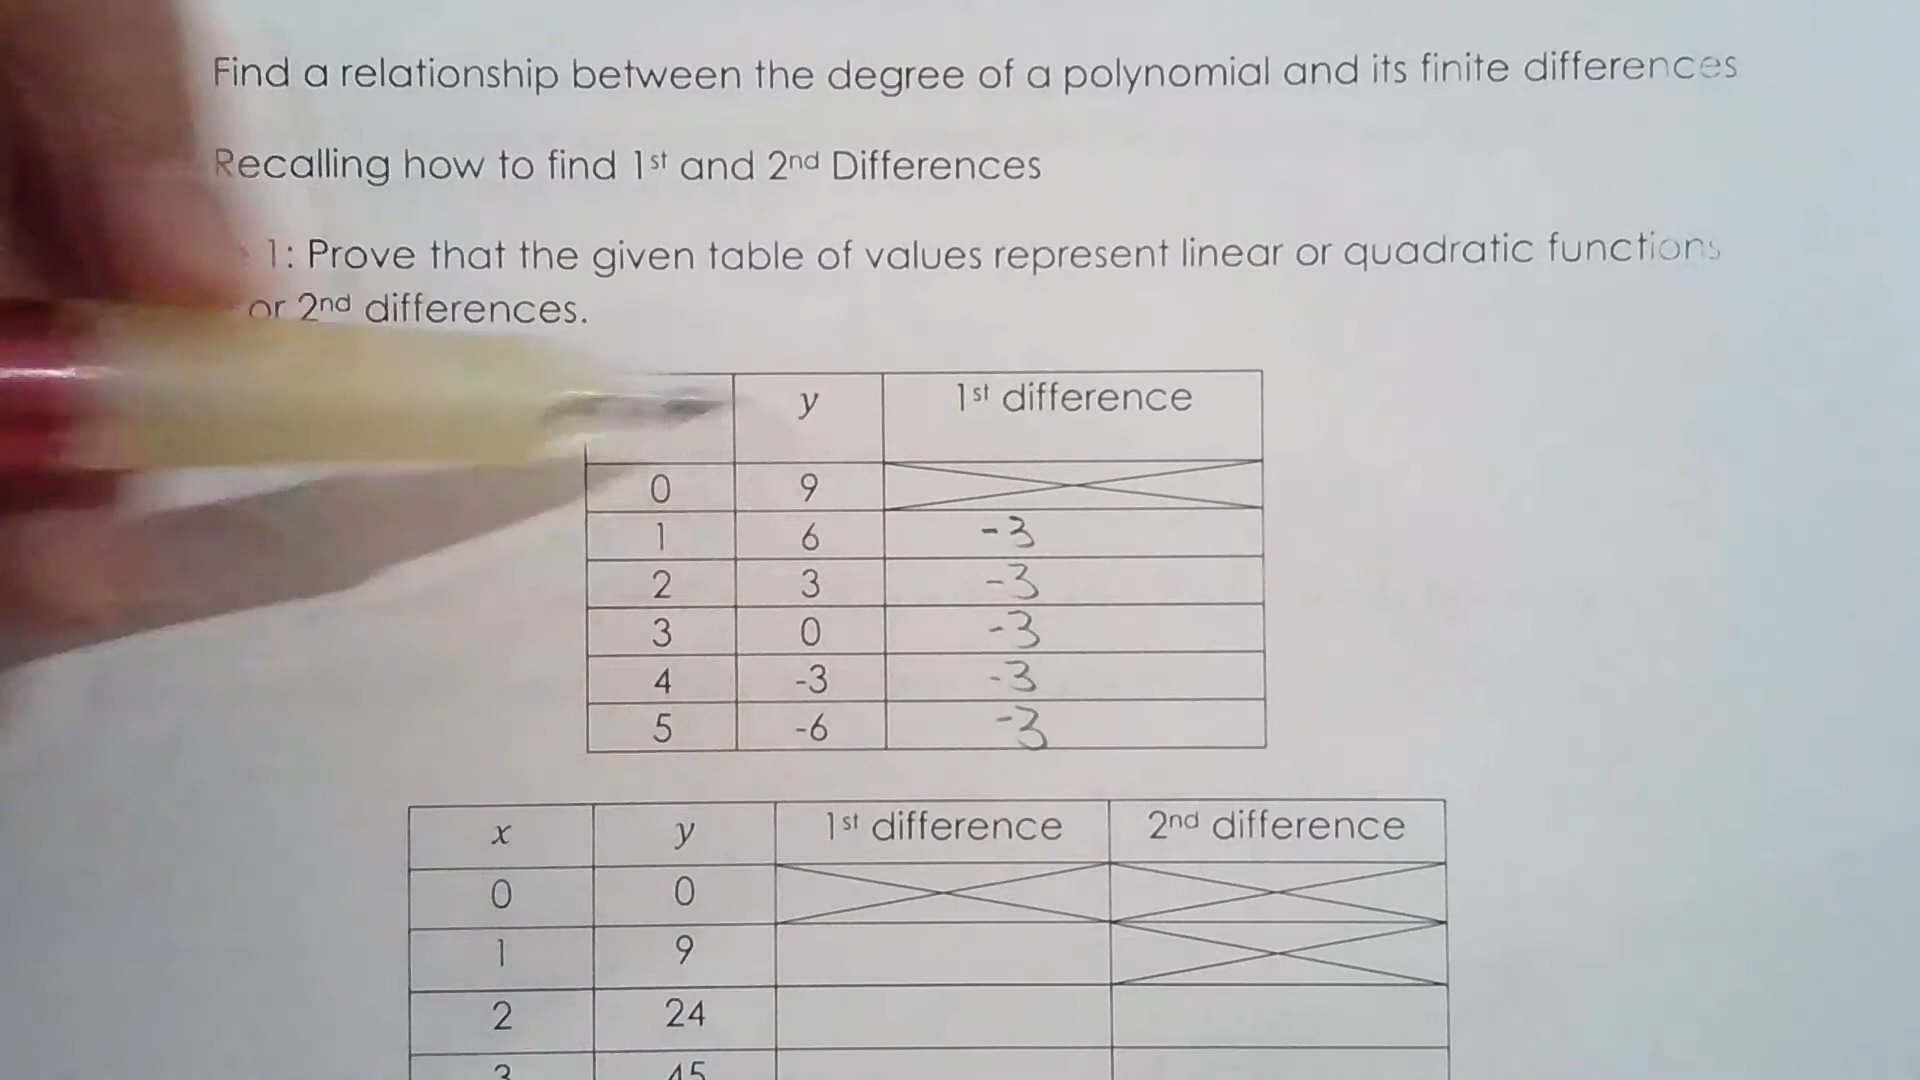 Find a relationship between the degree of a polynomial and its finite differences
Recalling how to find 1st and 2nd Differences
1: Prove that the given table of values represent linear or quadratic functions
or 2nd differences.
y 1st difference
0 9
1 6 -3
2 3 -3
3 0 -3
4 -3 -3
5 -6 -3
x y 1st difference 2nd difference
0 0
1 9
2 24
3 45